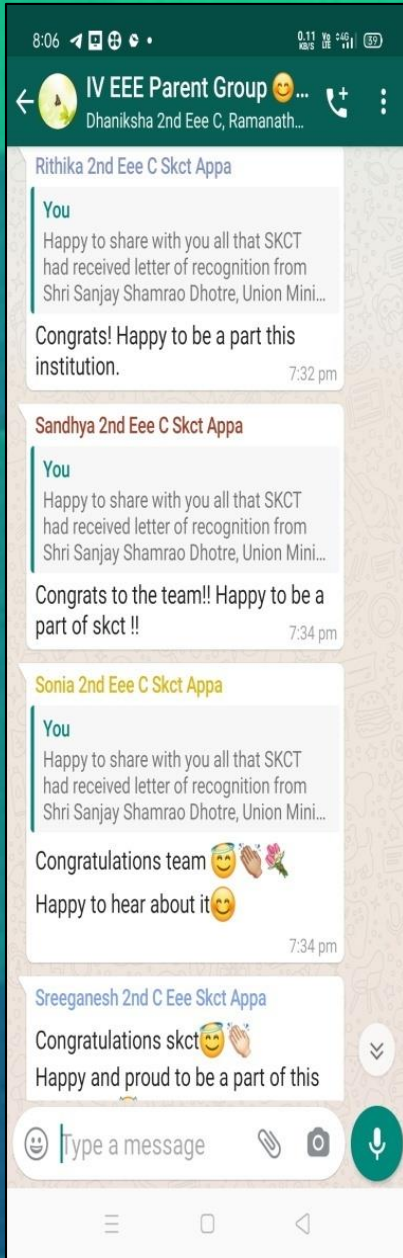 8:06
0.11 KB/S Vo LTE 4G 39
IV EEE Parent Group 😊...
Dhaniksha 2nd Eee C, Ramanath...
Rithika 2nd Eee C Skct Appa
You
Happy to share with you all that SKCT
had received letter of recognition from
Shri Sanjay Shamrao Dhotre, Union Mini...
Congrats! Happy to be a part this
institution.
7:32 pm
Sandhya 2nd Eee C Skct Appa
You
Happy to share with you all that SKCT
had received letter of recognition from
Shri Sanjay Shamrao Dhotre, Union Mini...
Congrats to the team!! Happy to be a
part of skct !!
7:34 pm
Sonia 2nd Eee C Skct Appa
You
Happy to share with you all that SKCT
had received letter of recognition from
Shri Sanjay Shamrao Dhotre, Union Mini...
Congratulations team 😇👏🏽💐
Happy to hear about it😊
7:34 pm
Sreeganesh 2nd C Eee Skct Appa
Congratulations skct😇👏🏻
Happy and proud to be a part of this
Type a message